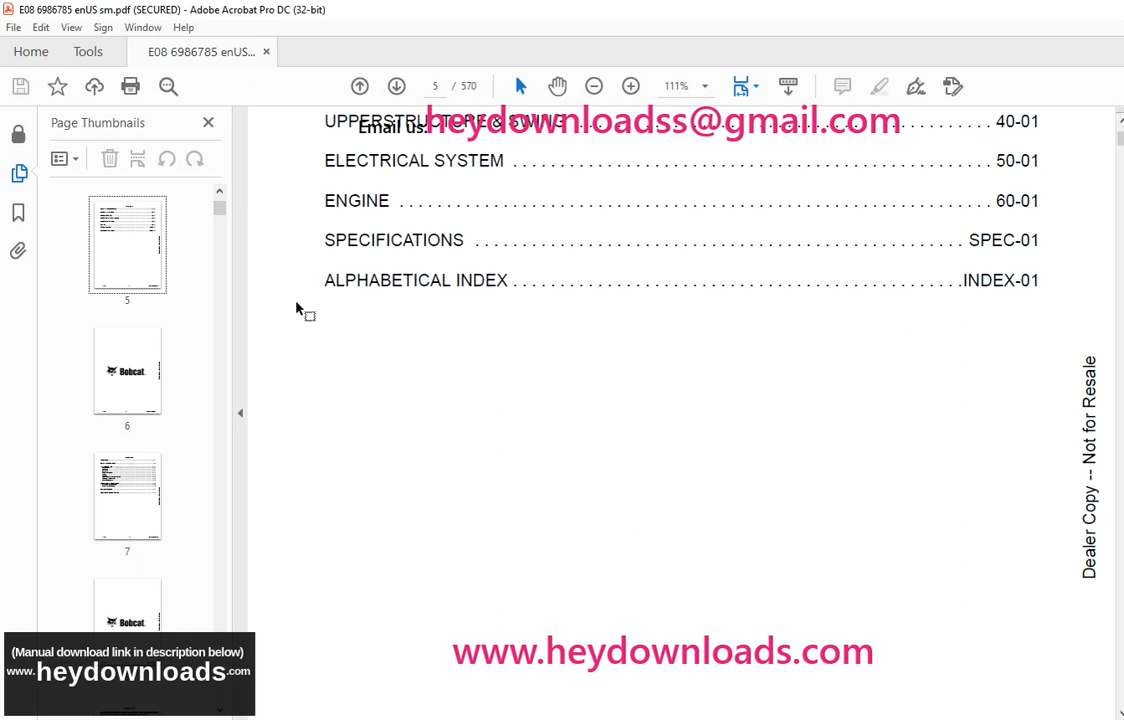 E08 6986785 enUS sm.pdf (SECURED) - Adobe Acrobat Pro DC (32-bit)
File Edit View Sign Window Help
Home Tools E08 6986785 enUS... ×
5 / 570 111%
Page Thumbnails
5
Bobcat
6
7
Bobcat
UPPERSTRUCTURE & SWING . . . . . . . . . . . . . . . . . . . . . . . . . . . . 40-01
Email us:heydownloadss@gmail.com
ELECTRICAL SYSTEM . . . . . . . . . . . . . . . . . . . . . . . . . . . . 50-01
ENGINE . . . . . . . . . . . . . . . . . . . . . . . . . . . . 60-01
SPECIFICATIONS . . . . . . . . . . . . . . . . . . . . . . . . . . . . SPEC-01
ALPHABETICAL INDEX . . . . . . . . . . . . . . . . . . . . . . . . . . . . INDEX-01
Dealer Copy -- Not for Resale
(Manual download link in description below)
www.heydownloads.com
www.heydownloads.com